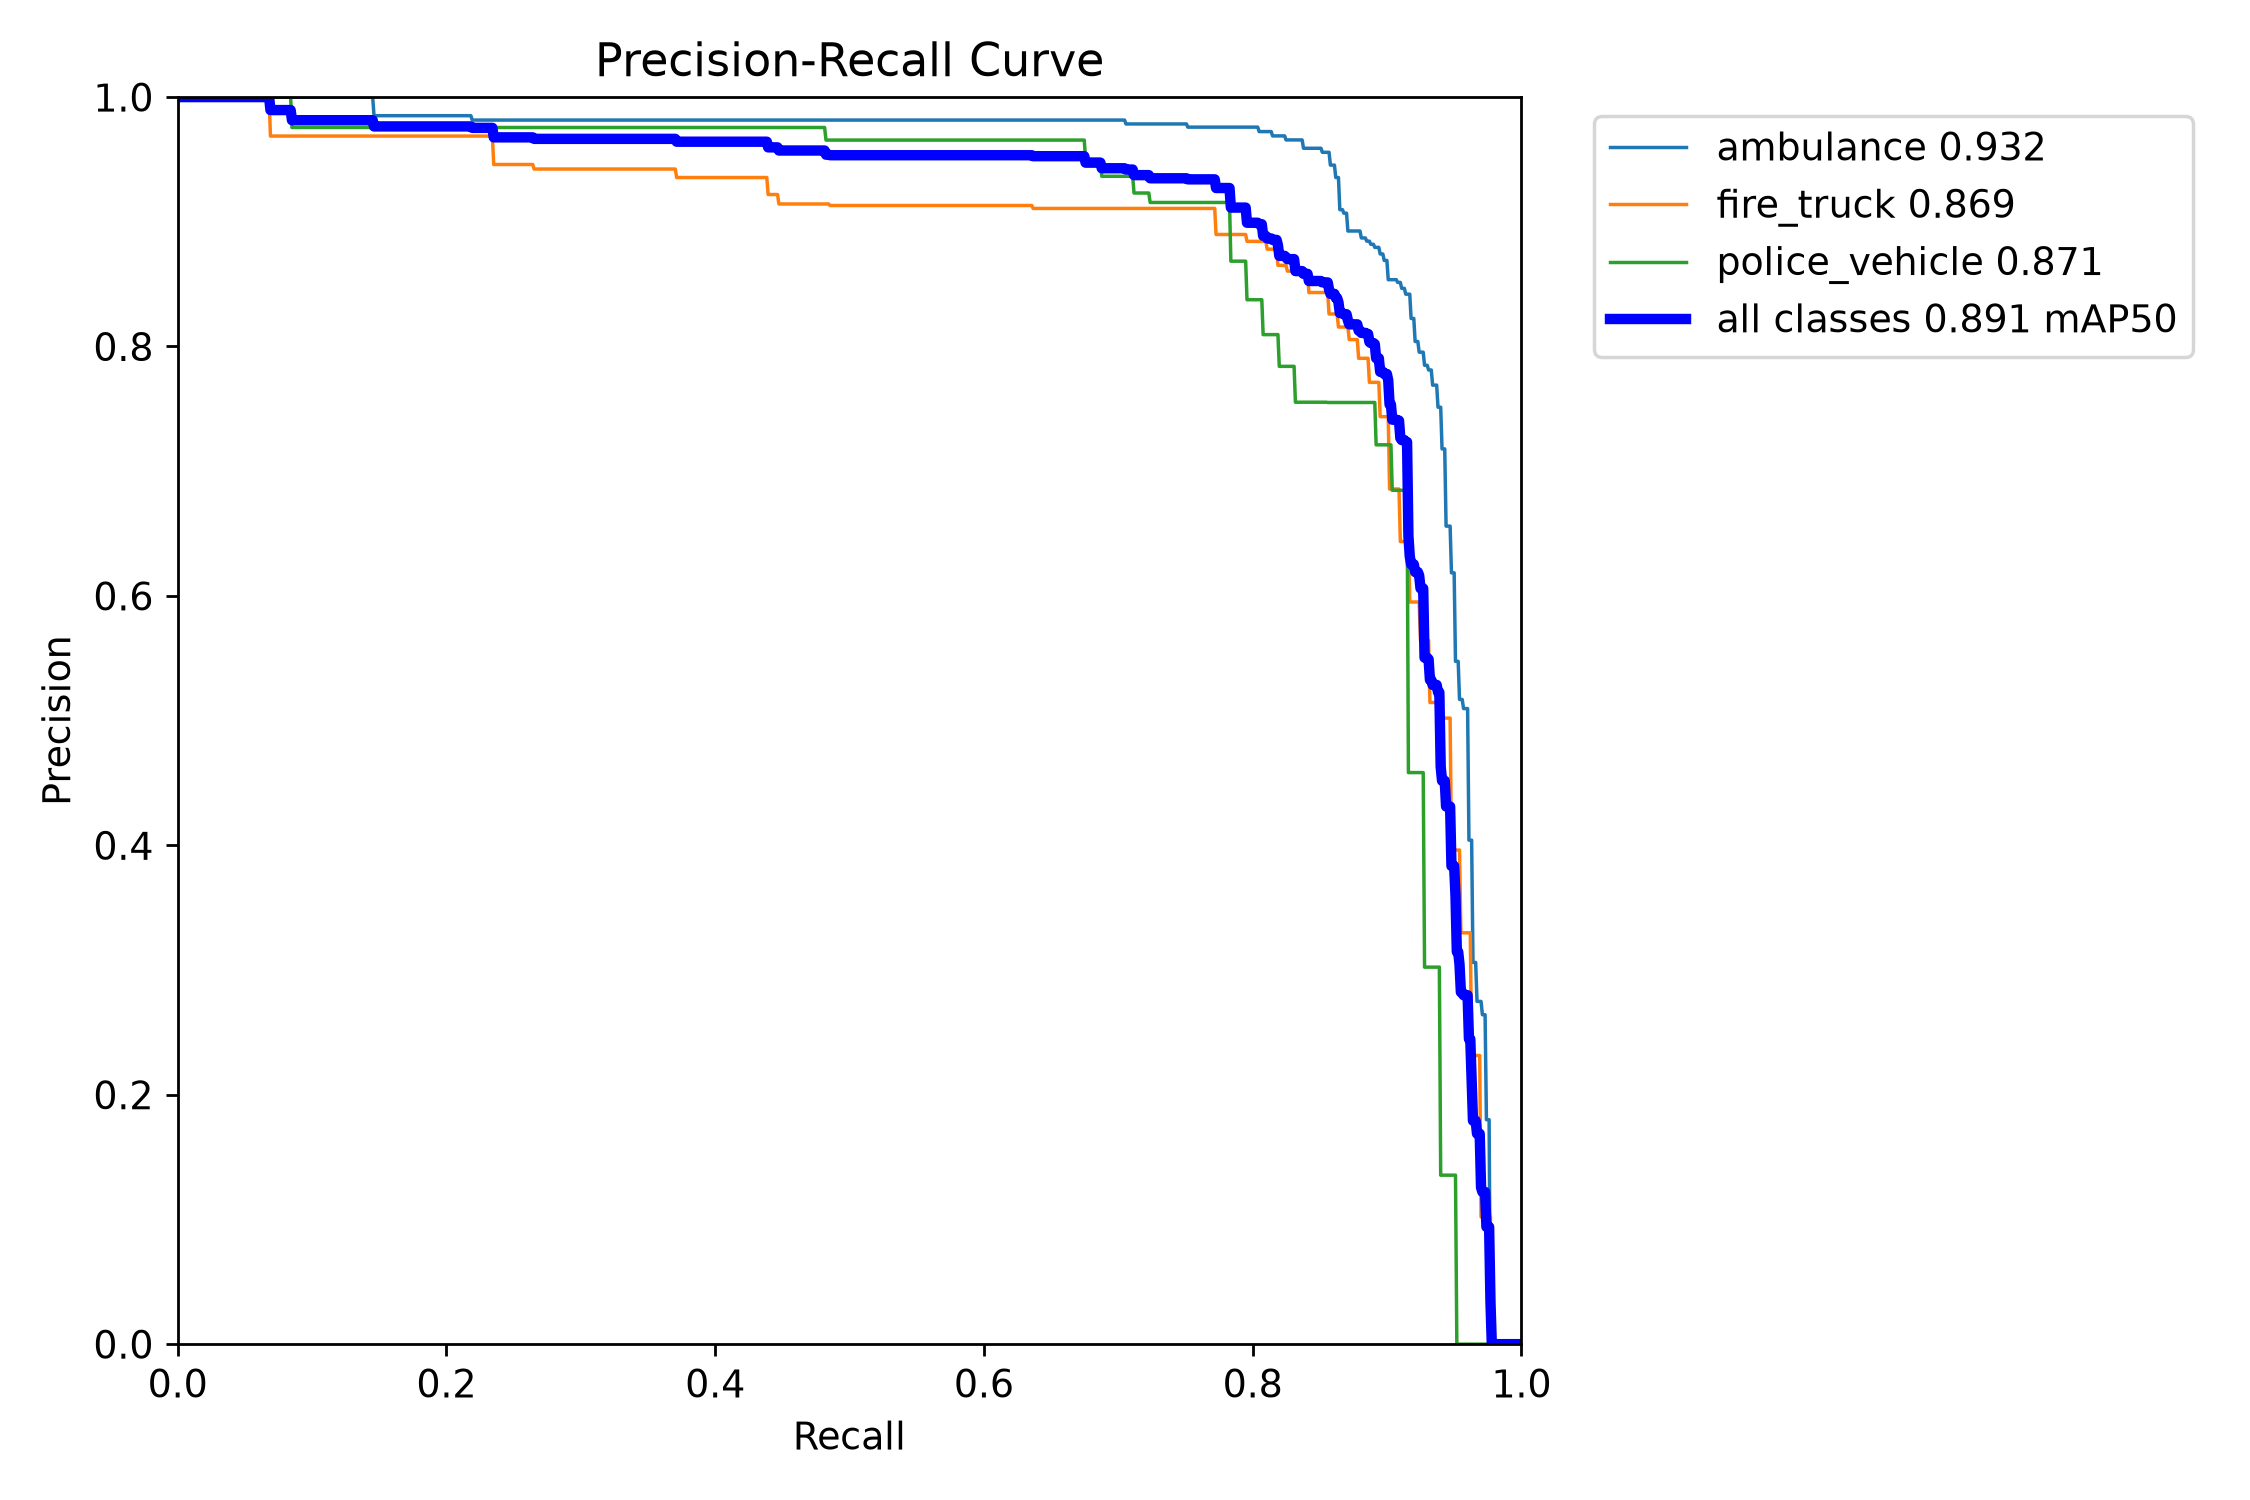 Precision-Recall Curve
ambulance 0.932
fire_truck 0.869
police_vehicle 0.871
all classes 0.891 mAP50
Precision
1.0
0.8
0.6
0.4
0.2
0.0
0.0 0.2 0.4 0.6 0.8 1.0
Recall